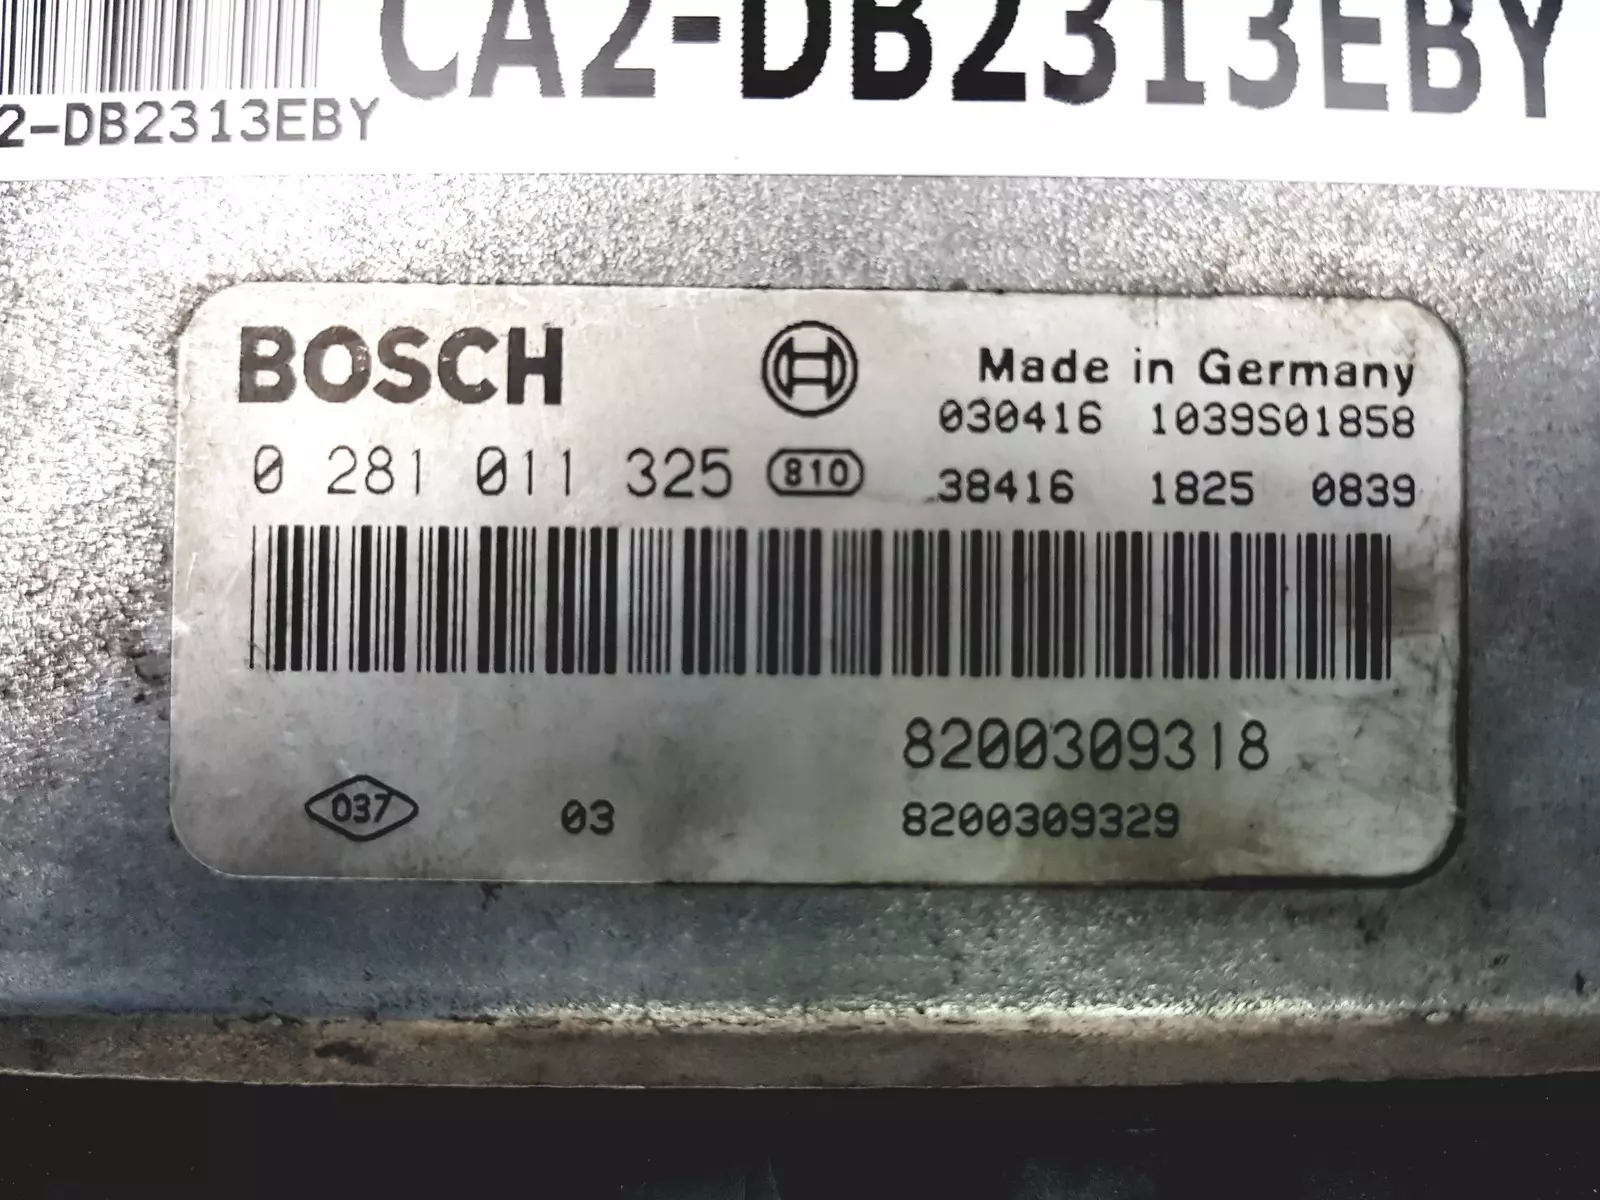 CA2-DB2313EBY
2-DB2313EBY
BOSCH
Made in Germany
030416 1039S01858
0 281 011 325 810
38416 1825 0839
8200309318
037 03 8200309329